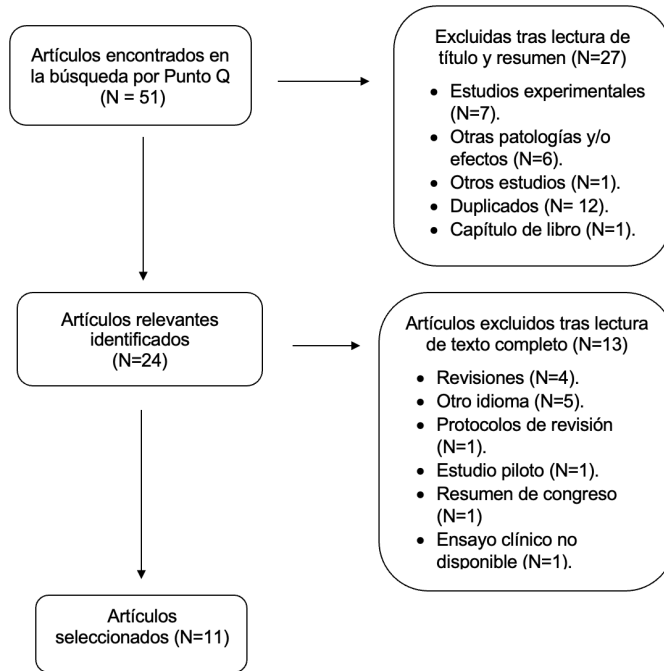 Artículos encontrados en
la búsqueda por Punto Q
(N = 51)
Excluidas tras lectura de
título y resumen (N=27)
• Estudios experimentales
(N=7).
• Otras patologías y/o
efectos (N=6).
• Otros estudios (N=1).
• Duplicados (N= 12).
• Capítulo de libro (N=1).
Artículos relevantes
identificados
(N=24)
Artículos excluidos tras lectura
de texto completo (N=13)
• Revisiones (N=4).
• Otro idioma (N=5).
• Protocolos de revisión
(N=1).
• Estudio piloto (N=1).
• Resumen de congreso
(N=1)
• Ensayo clínico no
disponible (N=1).
Artículos
seleccionados (N=11)